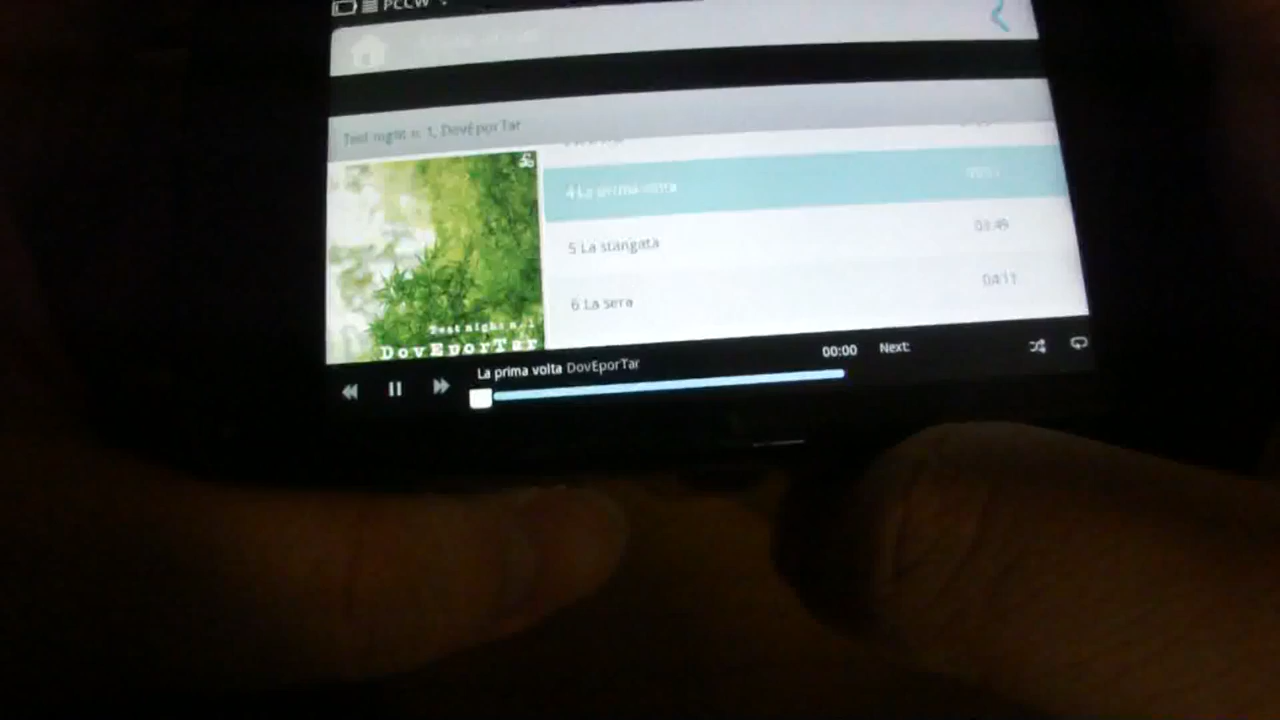 PCCW
Test night n. 1, DovEporTar
4 La prima volta
5 La stangata
03:49
6 La sera
04:11
Test night n. 1
DovEporTar
La prima volta DovEporTar
00:00
Next: